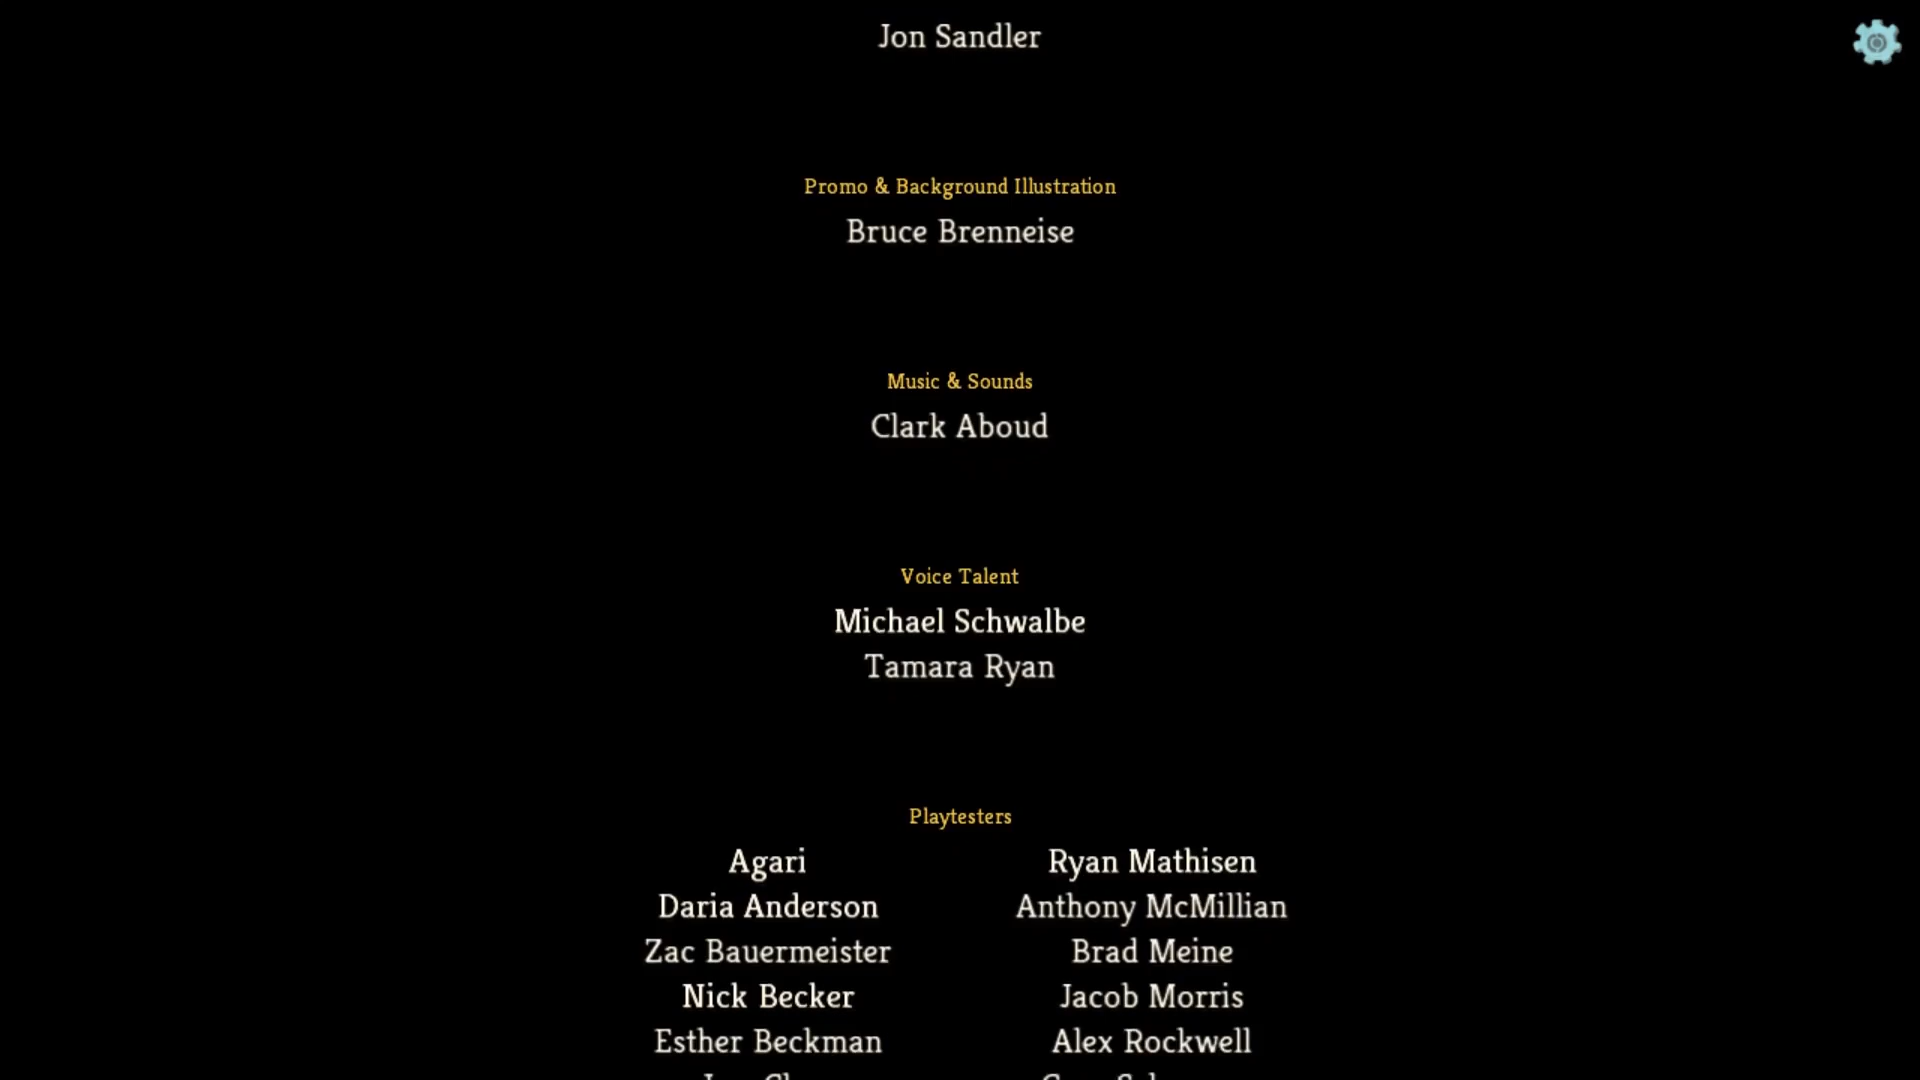 Jon Sandler
Promo & Background Illustration
Bruce Brenneise
Music & Sounds
Clark Aboud
Voice Talent
Michael Schwalbe
Tamara Ryan
Playtesters
Agari
Ryan Mathisen
Daria Anderson
Anthony McMillian
Zac Bauermeister
Brad Meine
Nick Becker
Jacob Morris
Esther Beckman
Alex Rockwell